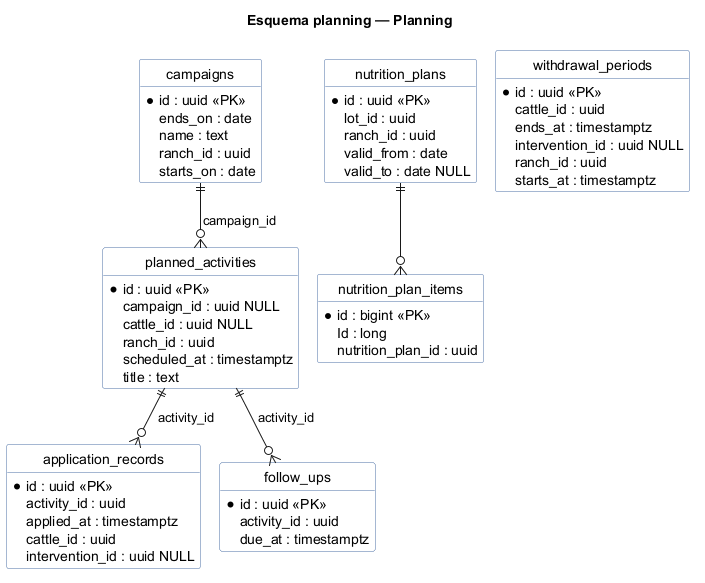 Esquema planning — Planning
campaigns
id : uuid «PK»
ends_on : date
name : text
ranch_id : uuid
starts_on : date
nutrition_plans
id : uuid «PK»
lot_id : uuid
ranch_id : uuid
valid_from : date
valid_to : date NULL
withdrawal_periods
id : uuid «PK»
cattle_id : uuid
ends_at : timestamptz
intervention_id : uuid NULL
ranch_id : uuid
starts_at : timestamptz
campaign_id
planned_activities
id : uuid «PK»
campaign_id : uuid NULL
cattle_id : uuid NULL
ranch_id : uuid
scheduled_at : timestamptz
title : text
nutrition_plan_items
id : bigint «PK»
Id : long
nutrition_plan_id : uuid
activity_id
activity_id
application_records
id : uuid «PK»
activity_id : uuid
applied_at : timestamptz
cattle_id : uuid
intervention_id : uuid NULL
follow_ups
id : uuid «PK»
activity_id : uuid
due_at : timestamptz